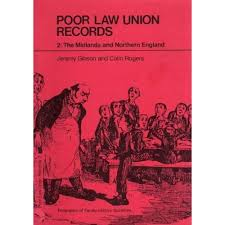 POOR LAW UNION
RECORDS
2. The Midlands and Northern England
Jeremy Gibson and Colin Rogers
Federation of Family History Societies